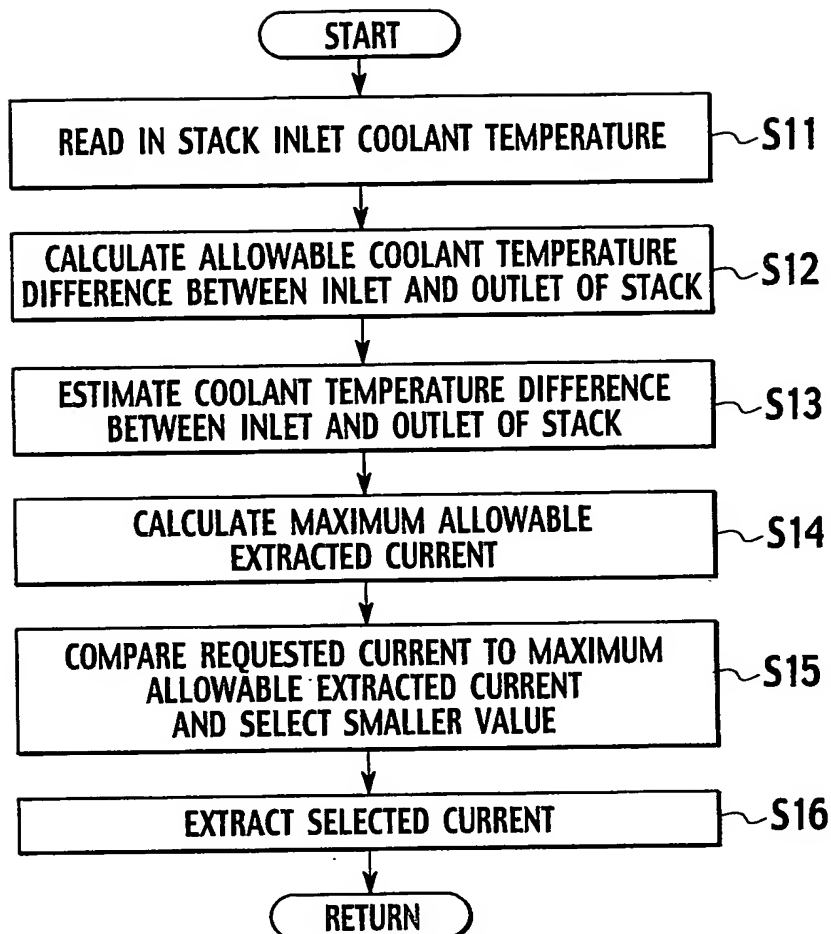 START
READ IN STACK INLET COOLANT TEMPERATURE
S11
CALCULATE ALLOWABLE COOLANT TEMPERATURE
DIFFERENCE BETWEEN INLET AND OUTLET OF STACK
S12
ESTIMATE COOLANT TEMPERATURE DIFFERENCE
BETWEEN INLET AND OUTLET OF STACK
S13
CALCULATE MAXIMUM ALLOWABLE
EXTRACTED CURRENT
S14
COMPARE REQUESTED CURRENT TO MAXIMUM
ALLOWABLE EXTRACTED CURRENT
AND SELECT SMALLER VALUE
S15
EXTRACT SELECTED CURRENT
S16
RETURN